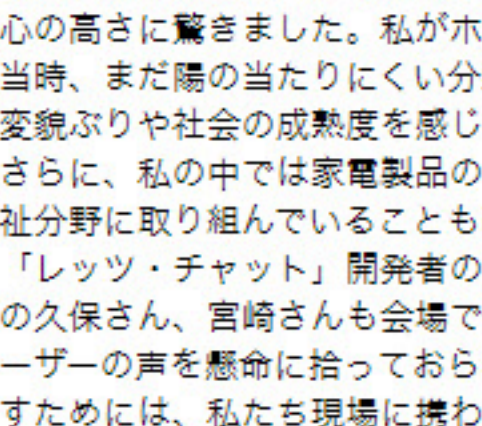 心の高さに驚きました。私がホ
当時、まだ陽の当たりにくい分
変貌ぶりや社会の成熟度を感じ
さらに、私の中では家電製品の
祉分野に取り組んでいることも
「レッツ・チャット」開発者の
の久保さん、宮崎さんも会場で
ーザーの声を懸命に拾っておら
すためには、私たち現場に携わ